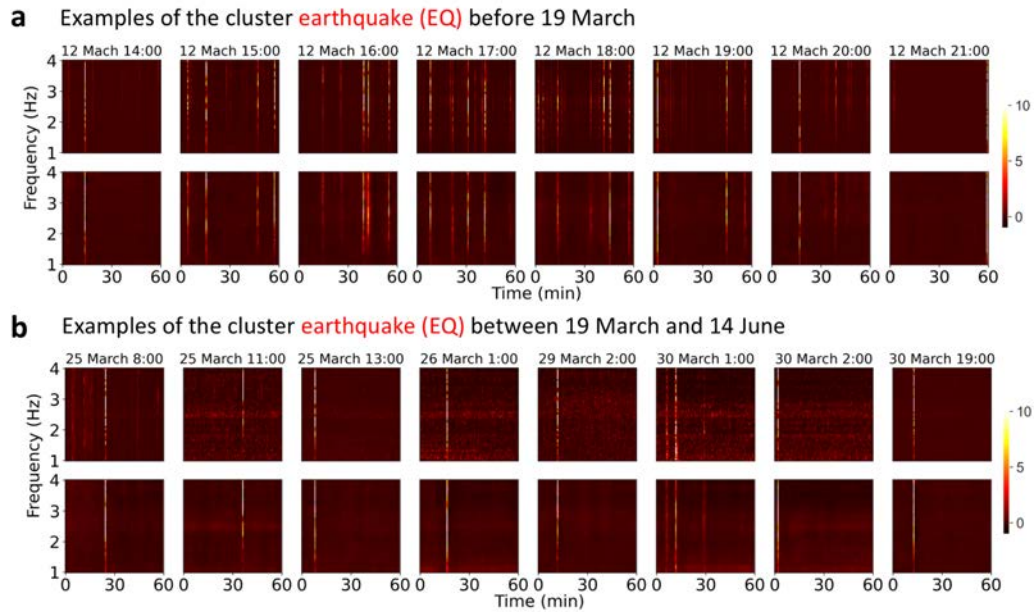 a Examples of the cluster earthquake (EQ) before 19 March
12 Mach 14:00 12 Mach 15:00 12 Mach 16:00 12 Mach 17:00 12 Mach 18:00 12 Mach 19:00 12 Mach 20:00 12 Mach 21:00
4
3
2
1
4
3
2
1
Frequency (Hz)
10
5
0
0 30 60 0 30 60 0 30 60 0 30 60 0 30 60 0 30 60 0 30 60 0 30 60
Time (min)
b Examples of the cluster earthquake (EQ) between 19 March and 14 June
25 March 8:00 25 March 11:00 25 March 13:00 26 March 1:00 29 March 2:00 30 March 1:00 30 March 2:00 30 March 19:00
4
3
2
1
4
3
2
1
Frequency (Hz)
10
5
0
0 30 60 0 30 60 0 30 60 0 30 60 0 30 60 0 30 60 0 30 60 0 30 60
Time (min)